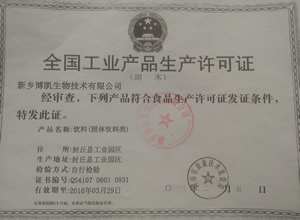 全国工业产品生产许可证
（副 本）
新乡博凯生物技术有限公司
经审查，下列产品符合食品生产许可证发证条件，
特发此证。
产品名称:饮料(固体饮料类)
住 所:封丘县工业园区
生产地址:封丘县工业园区
检验方式:自行检验
证书编号:QS4107 0601 0031
有效期至:2016年03月29日